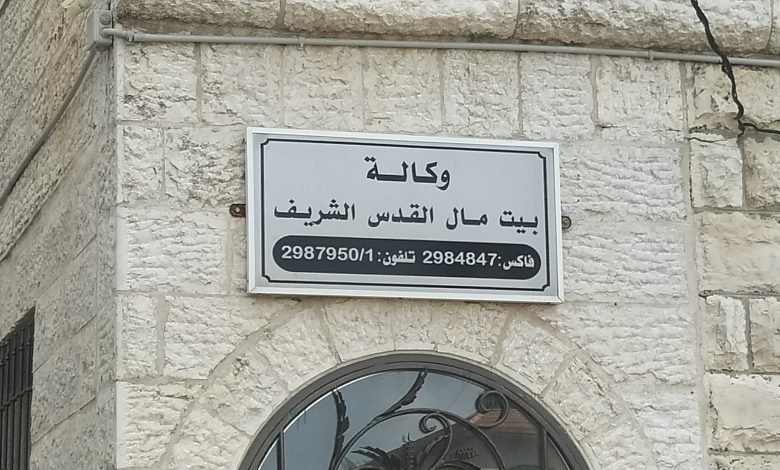 وكالة
بيت مال القدس الشريف
فاكس:2984847 تلفون:2987950/1